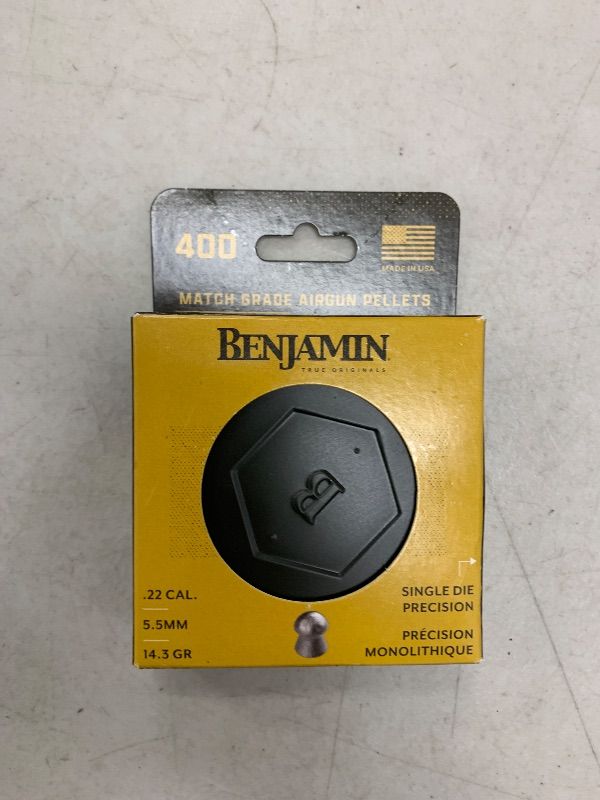 400
MADE IN USA
MATCH GRADE AIRGUN PELLETS
BENJAMIN
TRUE ORIGINALS
B
.22 CAL.
5.5MM
14.3 GR
SINGLE DIE
PRECISION
PRÉCISION
MONOLITHIQUE